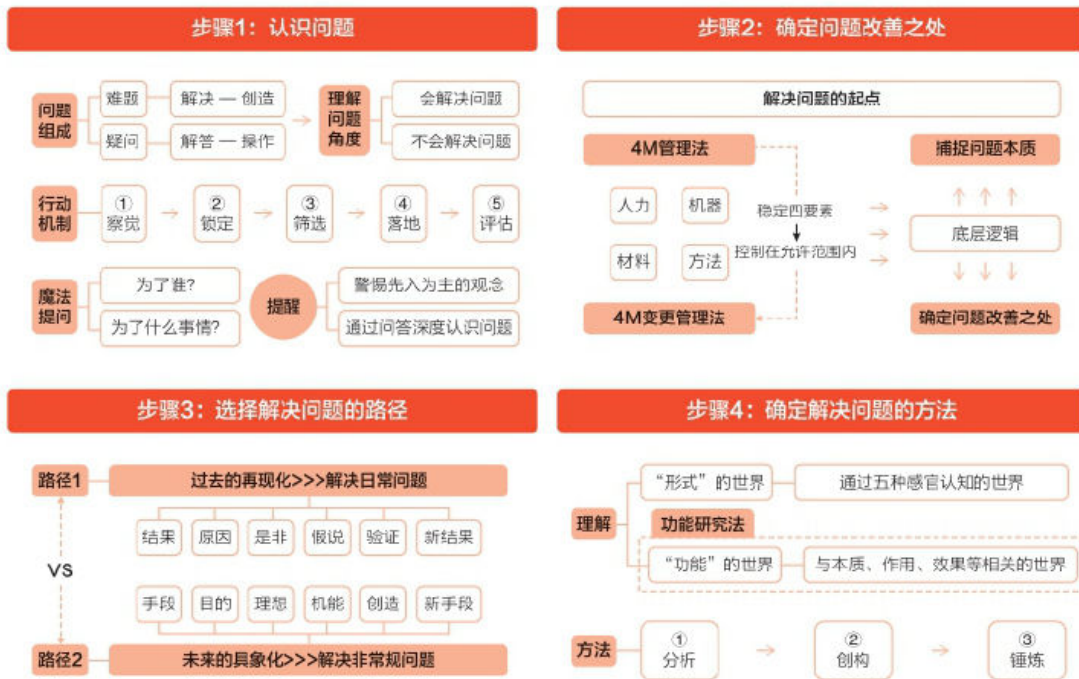 步骤1：认识问题
问题
组成
难题
解决 — 创造
疑问
解答 — 操作
理解
问题
角度
会解决问题
不会解决问题
行动
机制
①
察觉
②
锁定
③
筛选
④
落地
⑤
评估
魔法
提问
为了谁？
为了什么事情？
提醒
警惕先入为主的观念
通过问答深度认识问题
步骤2：确定问题改善之处
解决问题的起点
4M管理法
人力
机器
材料
方法
4M变更管理法
稳定四要素
控制在允许范围内
捕捉问题本质
底层逻辑
确定问题改善之处
步骤3：选择解决问题的路径
路径1
过去的再现化>>>解决日常问题
结果
原因
是非
假说
验证
新结果
VS
手段
目的
理想
机能
创造
新手段
路径2
未来的具象化>>>解决非常规问题
步骤4：确定解决问题的方法
理解
“形式”的世界
通过五种感官认知的世界
功能研究法
“功能”的世界
与本质、作用、效果等相关的世界
方法
①
分析
②
创构
③
锤炼